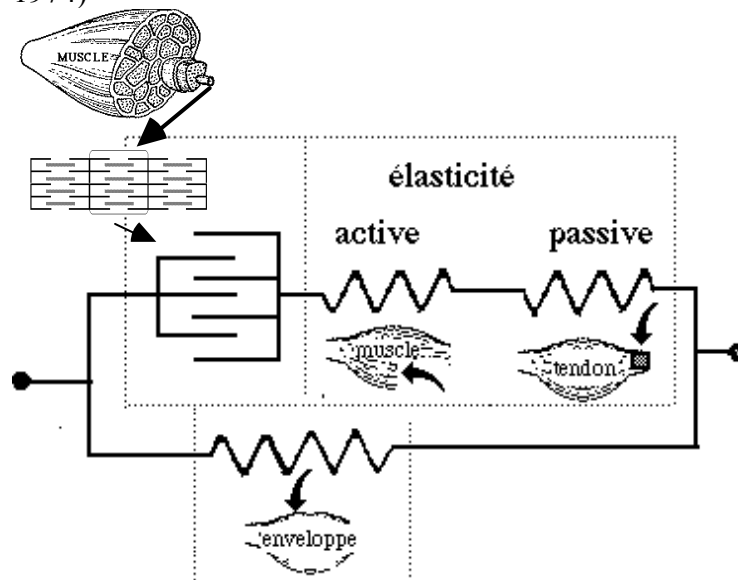 1974)
MUSCLE
élasticité
active passive
muscle
tendon
enveloppe